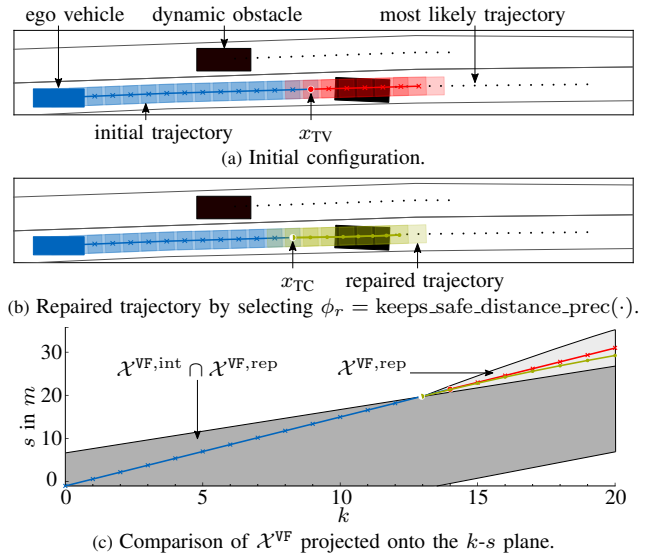 ego vehicle dynamic obstacle most likely trajectory
initial trajectory x_TV
(a) Initial configuration.
x_TC repaired trajectory
(b) Repaired trajectory by selecting ϕ_r = keeps_safe_distance_prec(·).
30
20
10
0
s in m
𝒳^{VF,int} ∩ 𝒳^{VF,rep} 𝒳^{VF,rep}
0 5 10 15 20
k
(c) Comparison of 𝒳^{VF} projected onto the k-s plane.